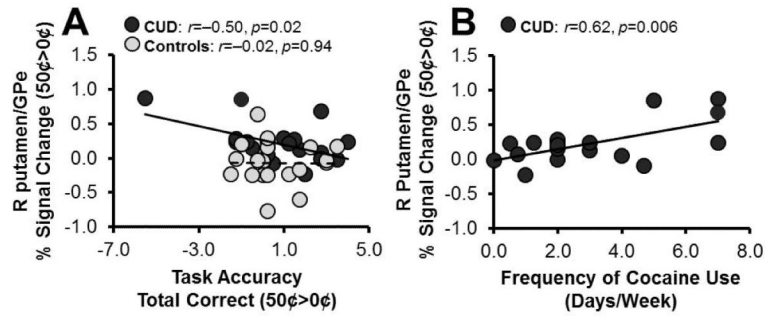 A
CUD: r=–0.50, p=0.02
Controls: r=–0.02, p=0.94
R putamen/GPe
% Signal Change (50¢>0¢)
1.5
1.0
0.5
0.0
-0.5
-1.0
-7.0 -3.0 1.0 5.0
Task Accuracy
Total Correct (50¢>0¢)
B
CUD: r=0.62, p=0.006
R Putamen/GPe
% Signal Change (50¢>0¢)
1.5
1.0
0.5
0.0
-0.5
-1.0
0.0 2.0 4.0 6.0 8.0
Frequency of Cocaine Use
(Days/Week)